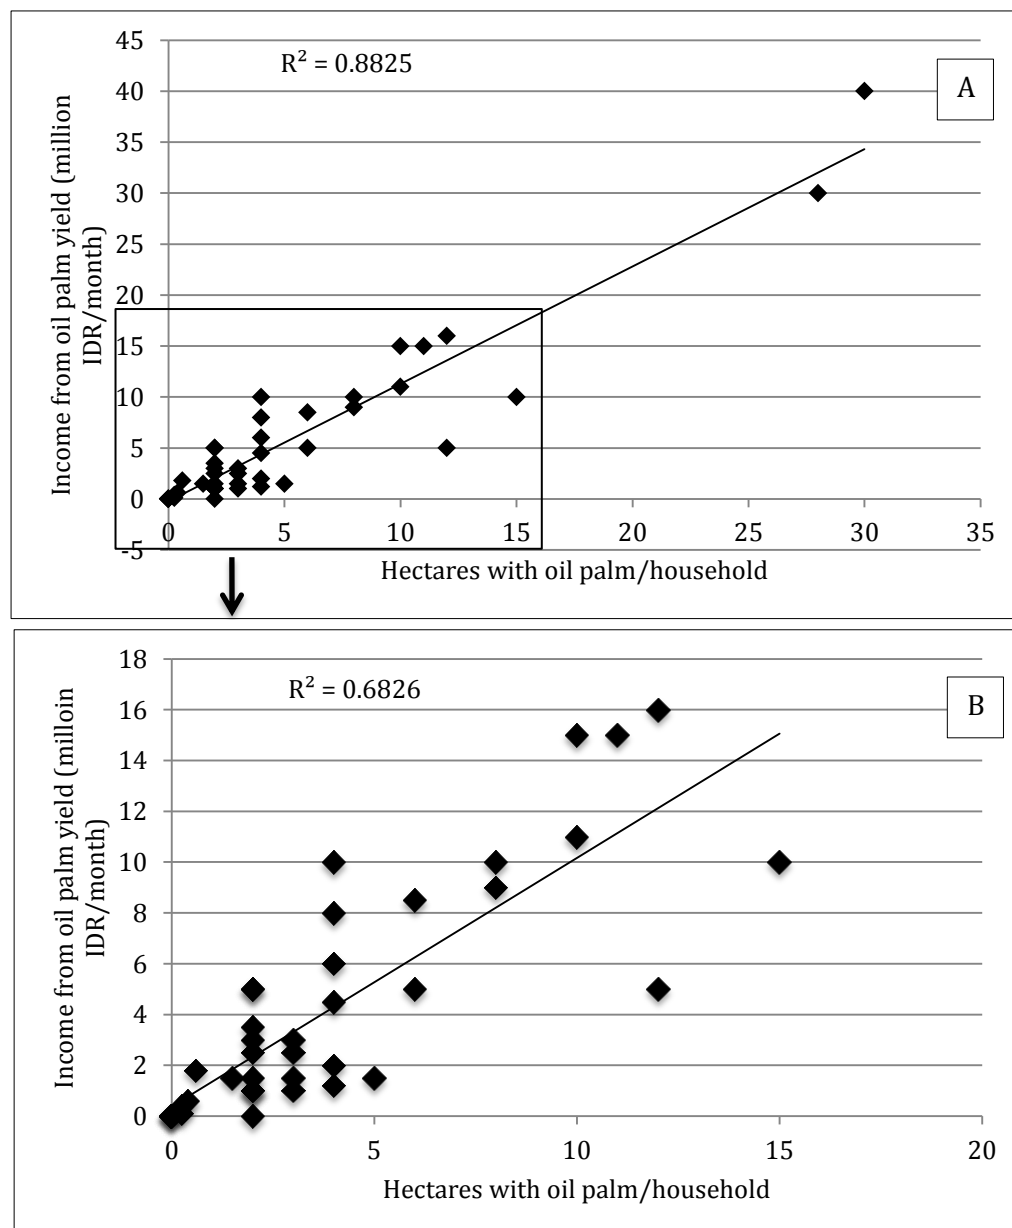 45
40
35
30
25
20
15
10
5
0
-5
R² = 0.8825
A
Income from oil palm yield (million
IDR/month)
0 5 10 15 20 25 30 35
Hectares with oil palm/household
18
16
14
12
10
8
6
4
2
0
R² = 0.6826
B
Income from oil palm yield (milloin
IDR/month)
0 5 10 15 20
Hectares with oil palm/household